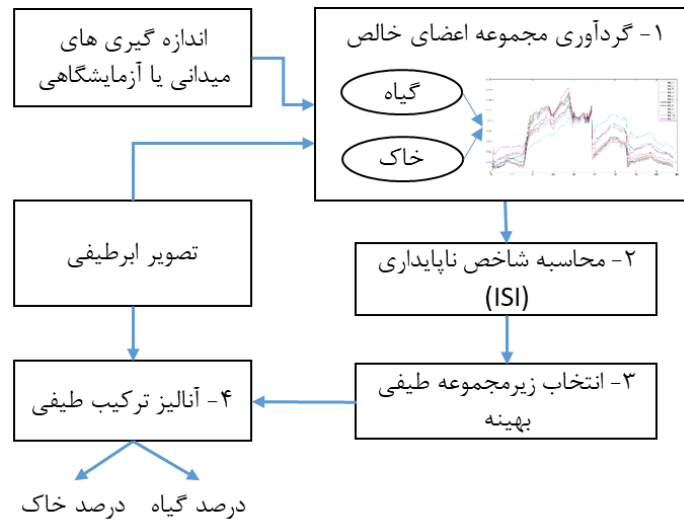 اندازه گیری های
میدانی یا آزمایشگاهی
۱- گردآوری مجموعه اعضای خالص
گیاه
خاک
تصویر ابرطیفی
۲- محاسبه شاخص ناپایداری
(ISI)
۳- انتخاب زیرمجموعه طیفی
بهینه
۴- آنالیز ترکیب طیفی
درصد گیاه
درصد خاک